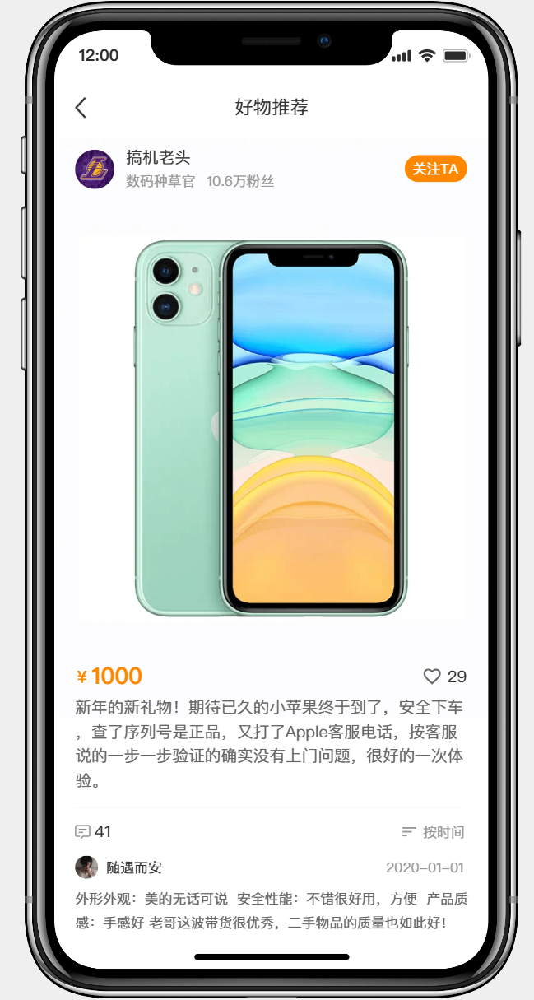 12:00
好物推荐
搞机老头
数码种草官 10.6万粉丝
关注TA
¥1000
29
新年的新礼物！期待已久的小苹果终于到了，安全下车
，查了序列号是正品，又打了Apple客服电话，按客服
说的一步一步验证的确实没有上门问题，很好的一次体
验。
41
按时间
随遇而安
2020-01-01
外形外观：美的无话可说 安全性能：不错很好用，方便 产品质
感：手感好 老哥这波带货很优秀，二手物品的质量也如此好！